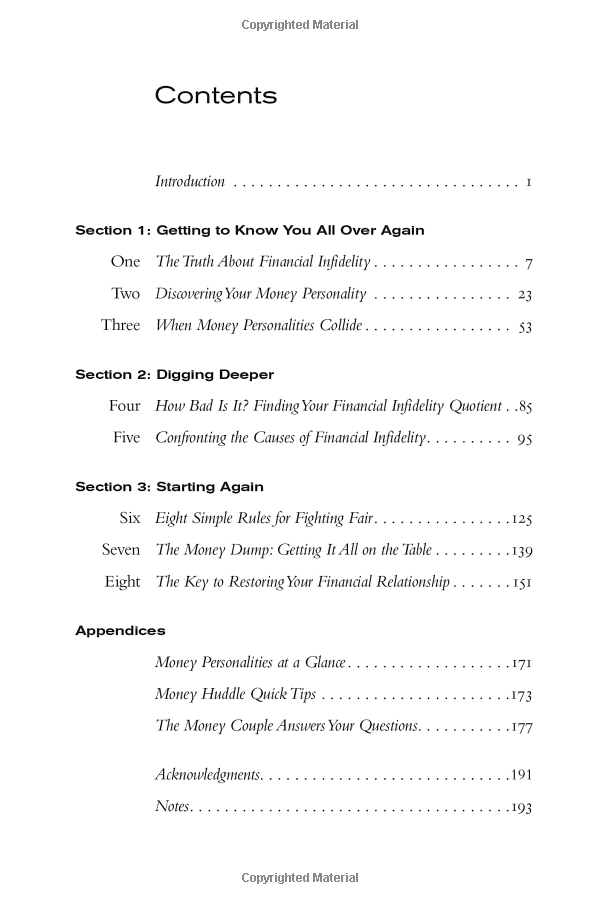 Copyrighted Material
Contents
Introduction . . . . . . . . . . . . . . . . . . . . . . . . . . . . . . . . . 1
Section 1: Getting to Know You All Over Again
One The Truth About Financial Infidelity . . . . . . . . . . . . . . . . . 7
Two Discovering Your Money Personality . . . . . . . . . . . . . . . . 23
Three When Money Personalities Collide . . . . . . . . . . . . . . . . . 53
Section 2: Digging Deeper
Four How Bad Is It? Finding Your Financial Infidelity Quotient . . 85
Five Confronting the Causes of Financial Infidelity. . . . . . . . . . 95
Section 3: Starting Again
Six Eight Simple Rules for Fighting Fair. . . . . . . . . . . . . . . . 125
Seven The Money Dump: Getting It All on the Table . . . . . . . . . 139
Eight The Key to Restoring Your Financial Relationship . . . . . . . 151
Appendices
Money Personalities at a Glance. . . . . . . . . . . . . . . . . . . 171
Money Huddle Quick Tips . . . . . . . . . . . . . . . . . . . . . . 173
The Money Couple Answers Your Questions. . . . . . . . . . . 177
Acknowledgments. . . . . . . . . . . . . . . . . . . . . . . . . . . . . 191
Notes. . . . . . . . . . . . . . . . . . . . . . . . . . . . . . . . . . . . . 193
Copyrighted Material